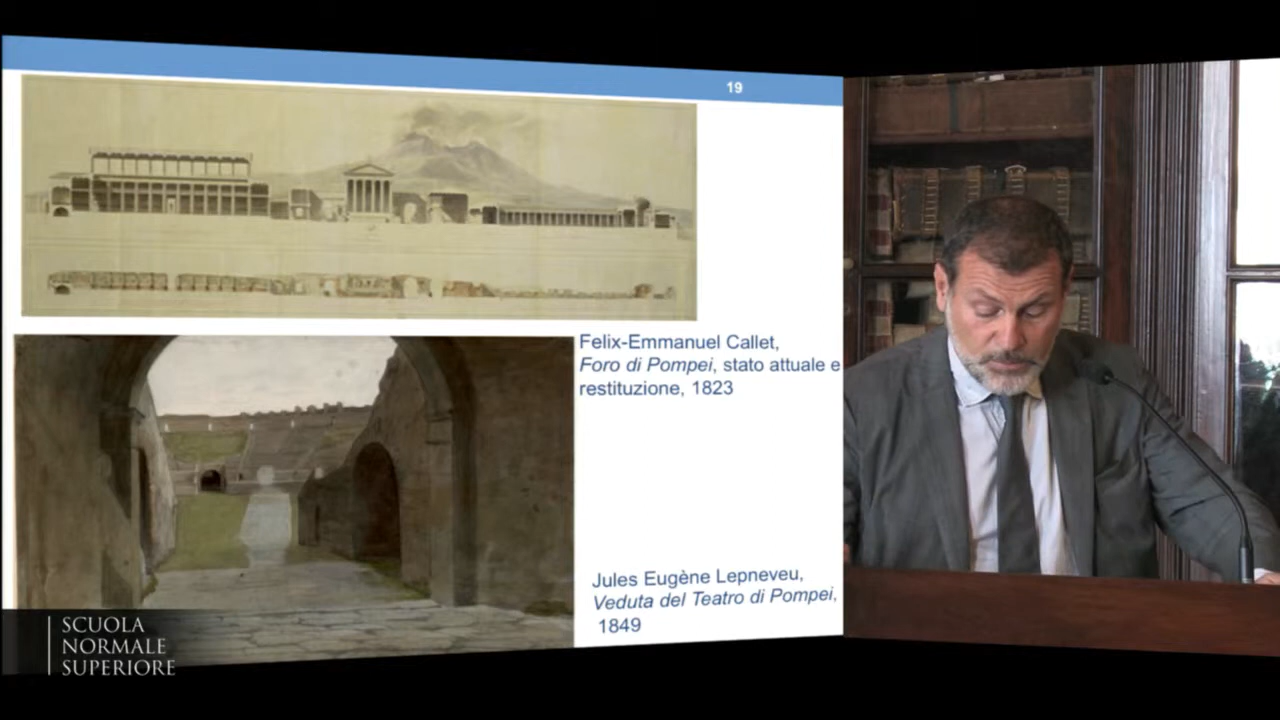 19
Felix-Emmanuel Callet,
Foro di Pompei, stato attuale e
restituzione, 1823
Jules Eugène Lepneveu,
Veduta del Teatro di Pompei,
1849
SCUOLA
NORMALE
SUPERIORE